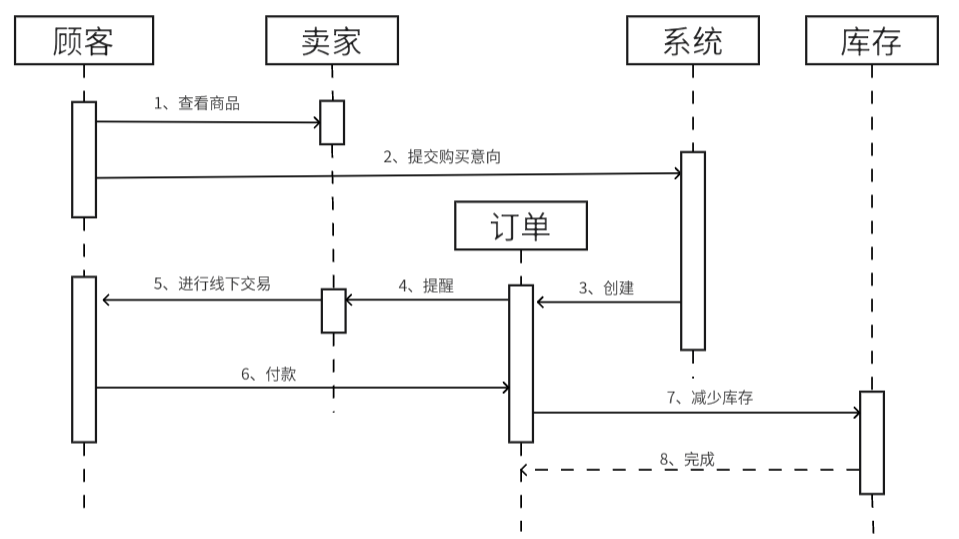 顾客
卖家
系统
库存
1、查看商品
2、提交购买意向
订单
5、进行线下交易
4、提醒
3、创建
6、付款
7、减少库存
8、完成